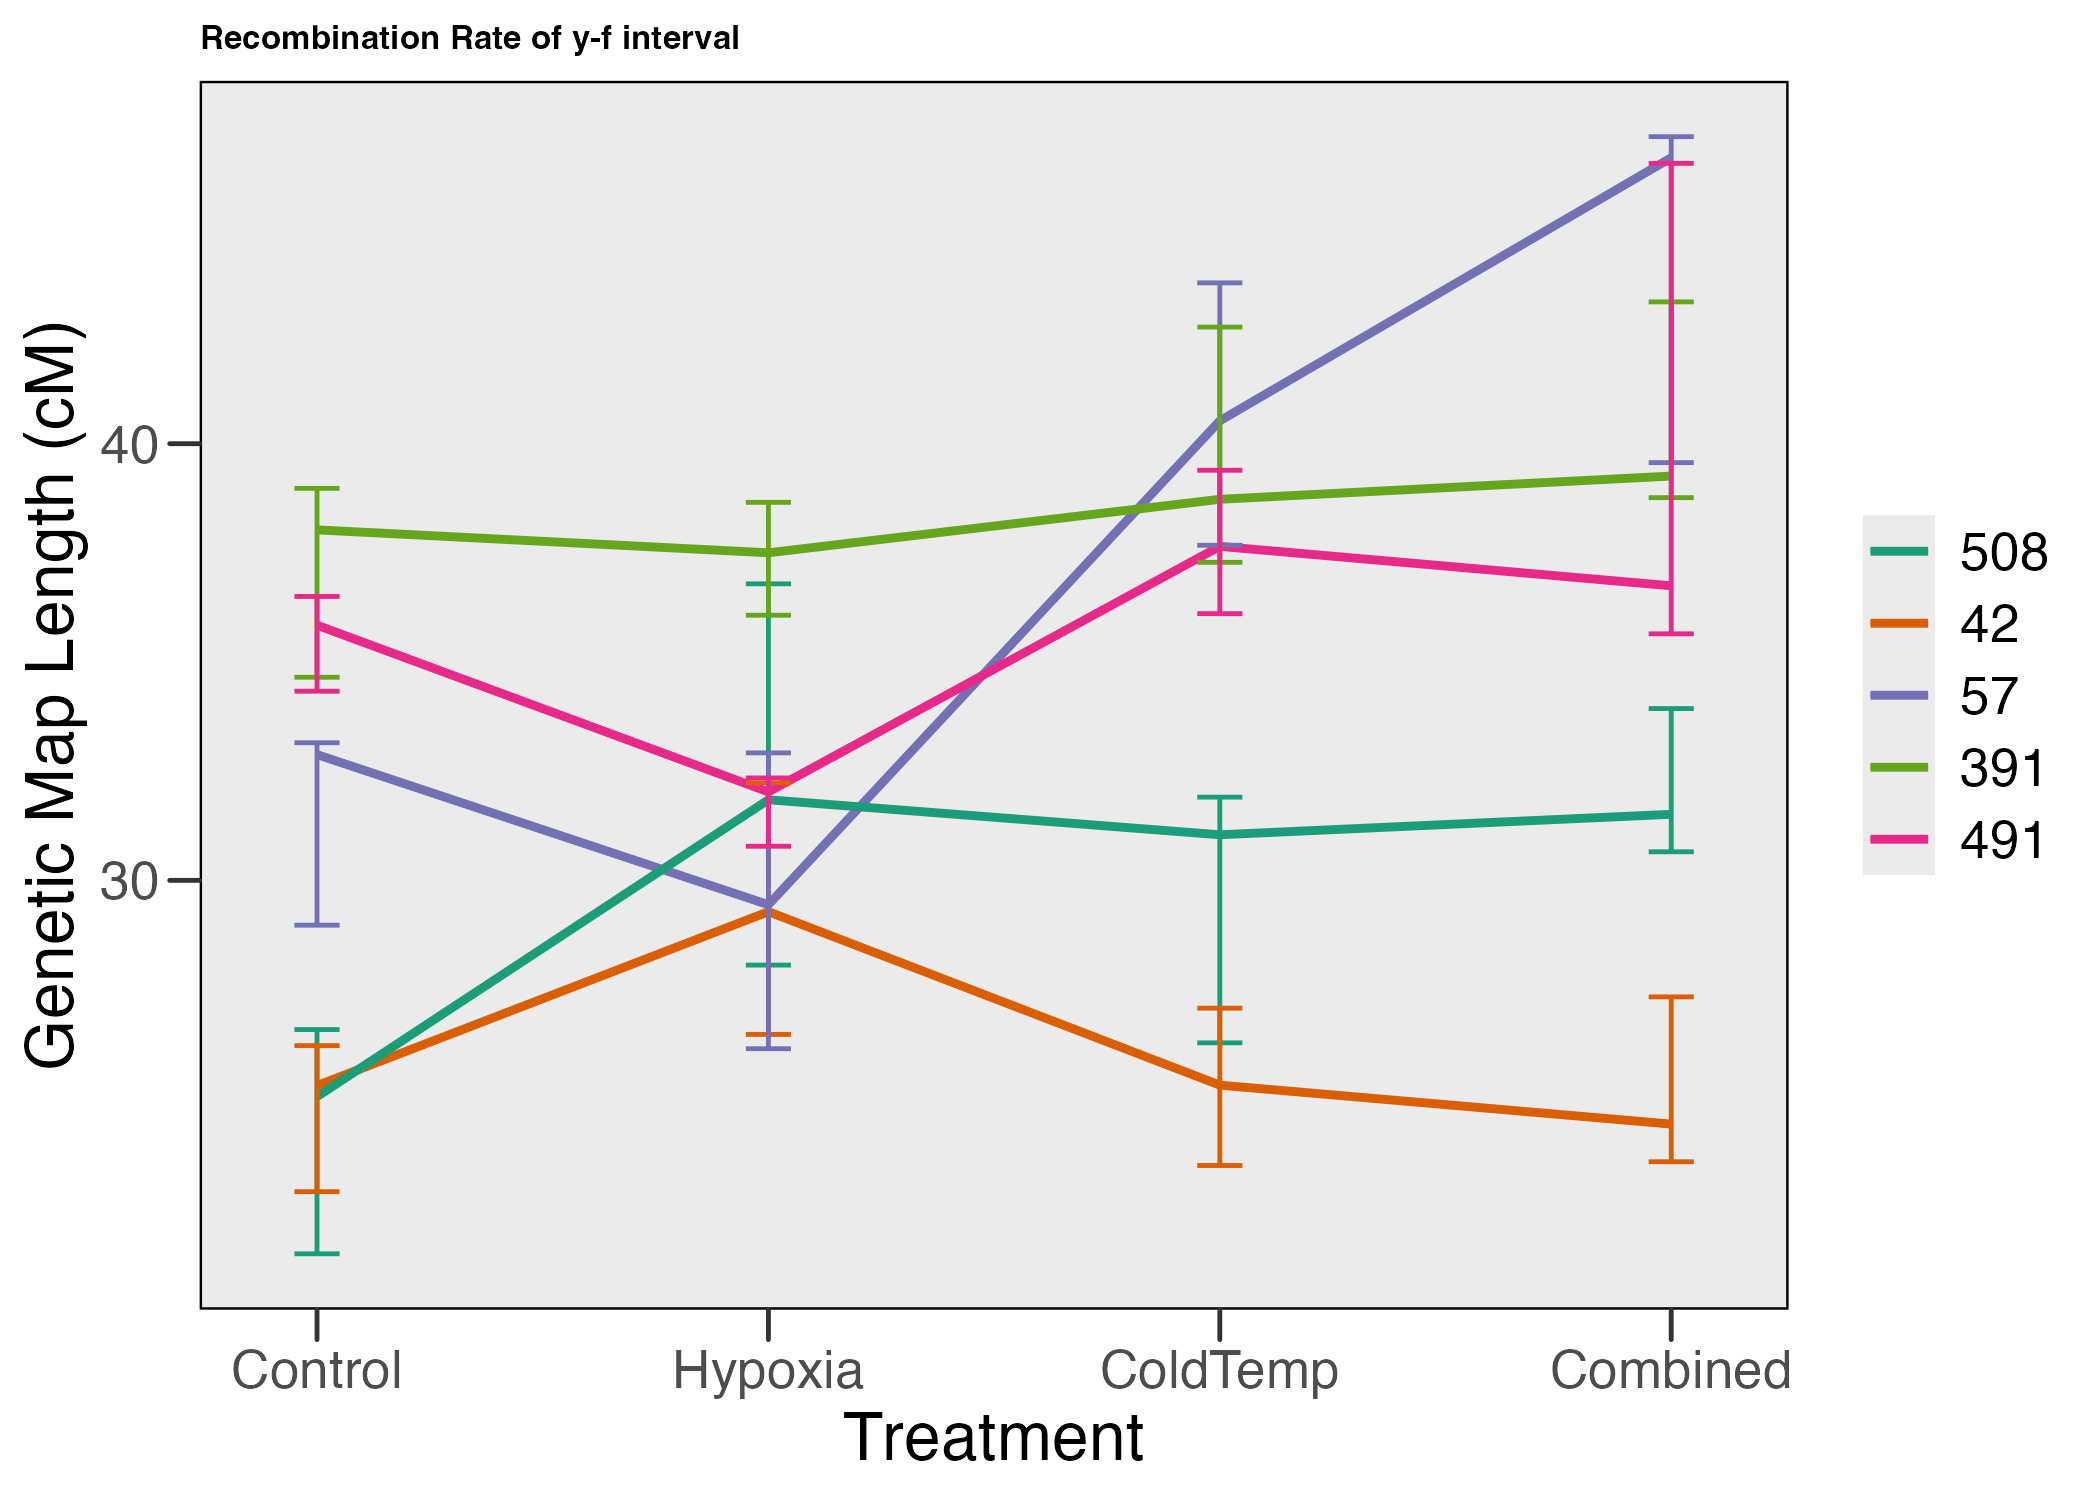 Recombination Rate of y-f interval
Genetic Map Length (cM)
40
30
Control Hypoxia ColdTemp Combined
Treatment
508
42
57
391
491